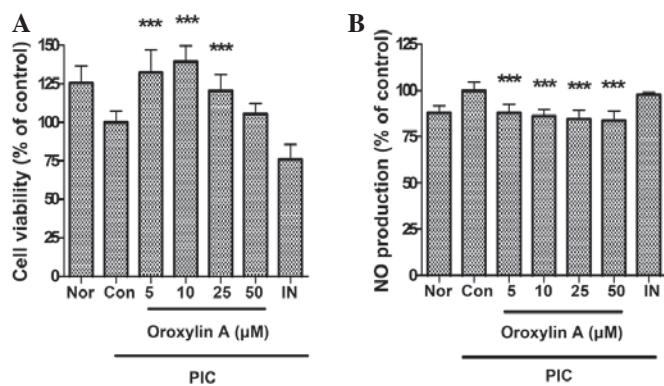 A
Cell viability (% of control)
150
125
100
75
50
25
0
*** *** ***
Nor Con 5 10 25 50 IN
Oroxylin A (µM)
PIC
B
NO production (% of control)
125
100
75
50
25
0
*** *** *** ***
Nor Con 5 10 25 50 IN
Oroxylin A (µM)
PIC